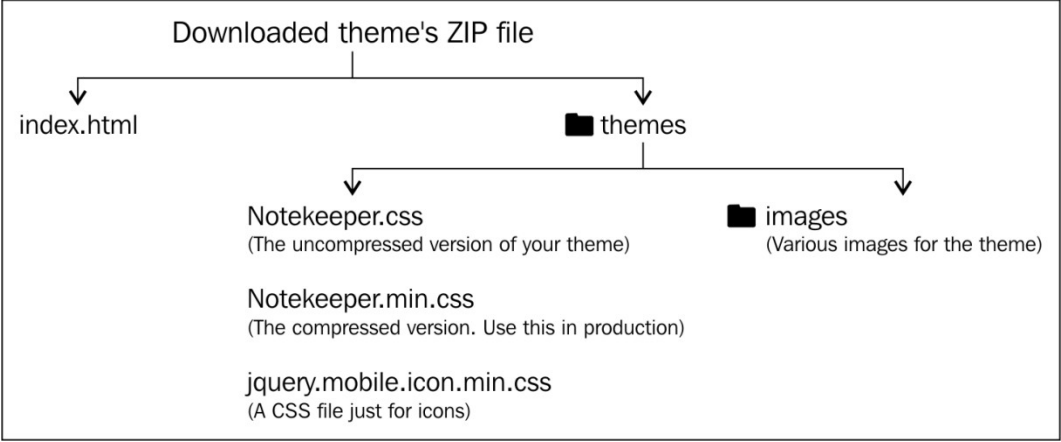 Downloaded theme's ZIP file
index.html
themes
Notekeeper.css
(The uncompressed version of your theme)
images
(Various images for the theme)
Notekeeper.min.css
(The compressed version. Use this in production)
jquery.mobile.icon.min.css
(A CSS file just for icons)